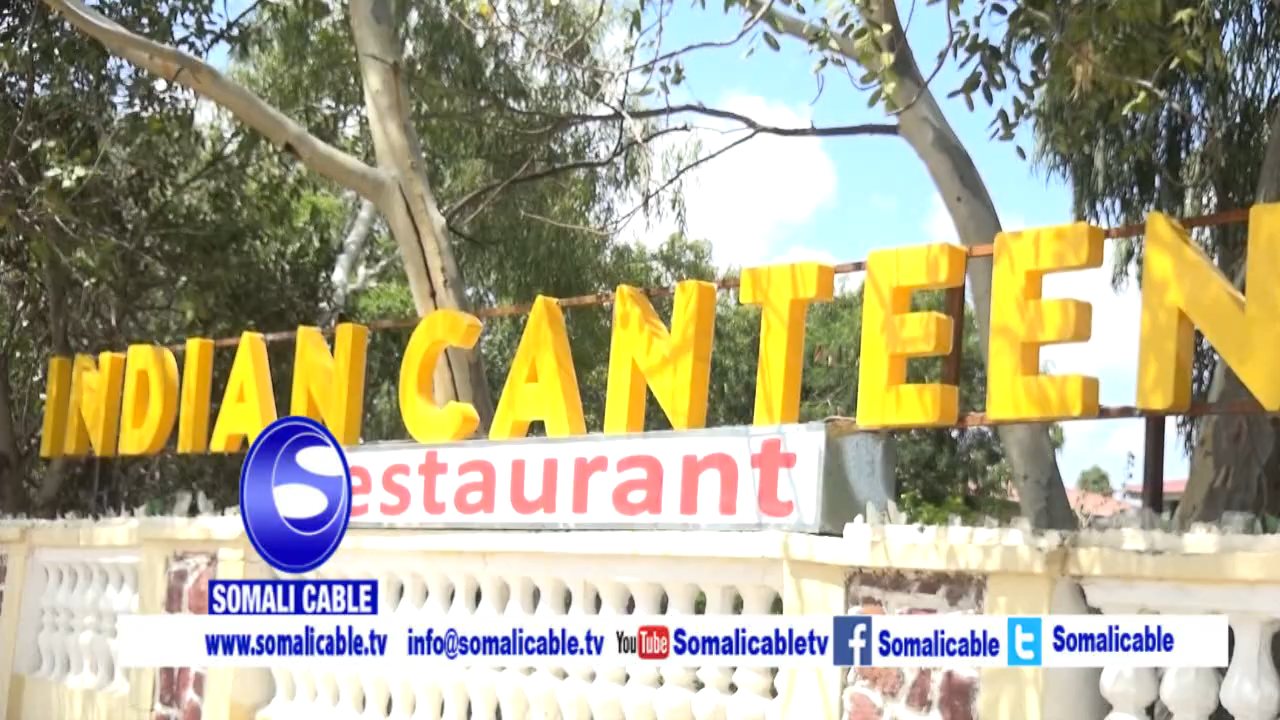 INDIAN CANTEEN
estaurant
SOMALI CABLE
www.somalicable.tv info@somalicable.tv YouTube Somalicabletv f Somalicable t Somalicable